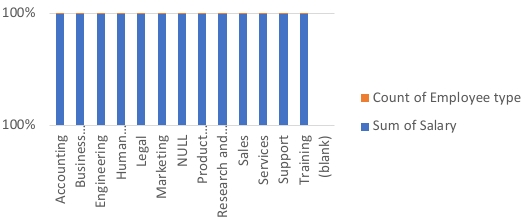 100%
100%
Accounting
Business...
Engineering
Human...
Legal
Marketing
NULL
Product...
Research and...
Sales
Services
Support
Training
(blank)
Count of Employee type
Sum of Salary